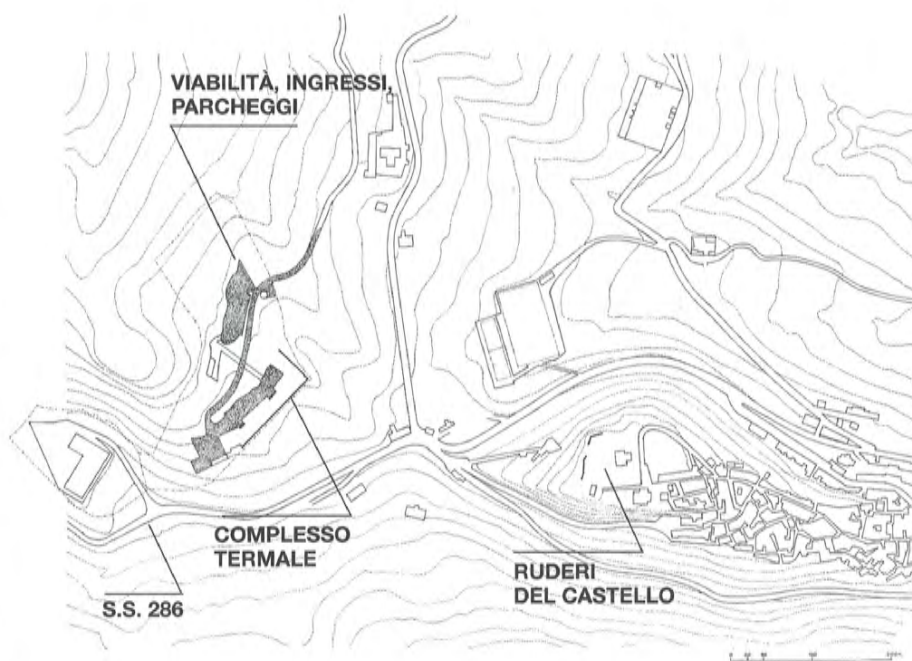 VIABILITÀ, INGRESSI,
PARCHEGGI
COMPLESSO
TERMALE
RUDERI
DEL CASTELLO
S.S. 286